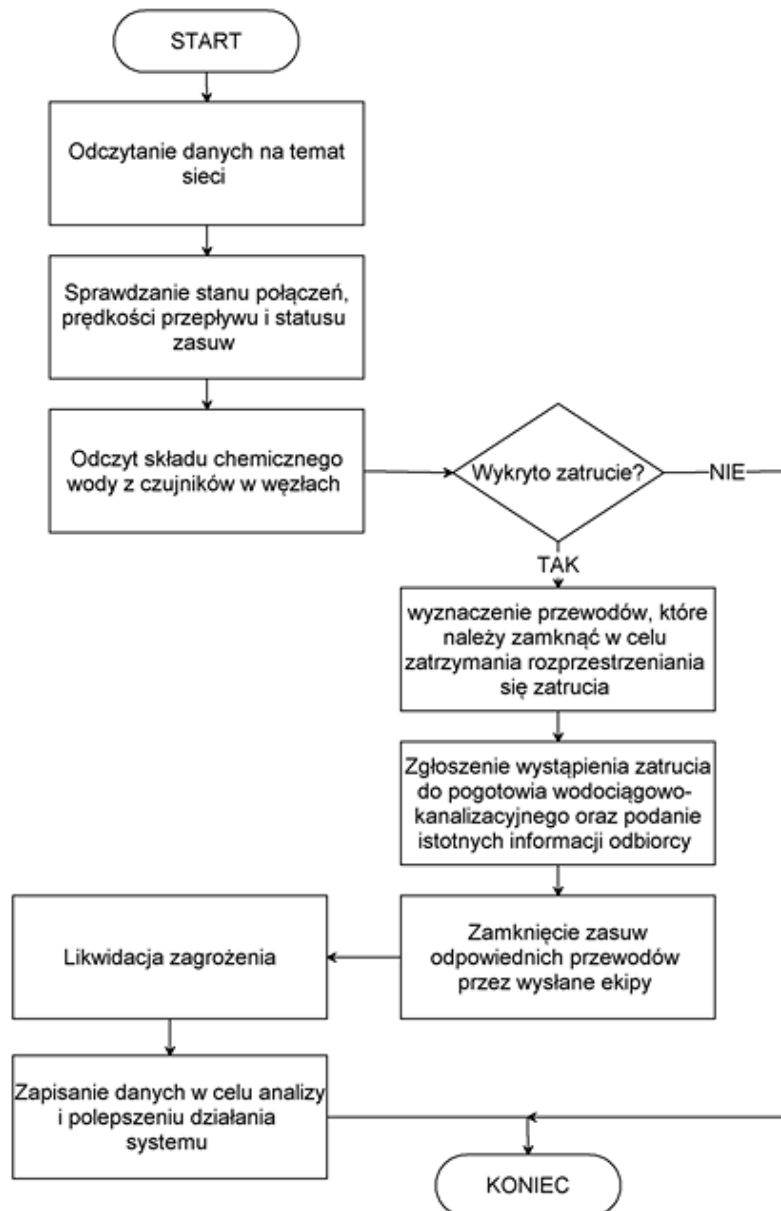 START
Odczytanie danych na temat
sieci
Sprawdzanie stanu połączeń,
prędkości przepływu i statusu
zasuw
Odczyt składu chemicznego
wody z czujników w węzłach
Wykryto zatrucie?
NIE
TAK
wyznaczenie przewodów, które
należy zamknąć w celu
zatrzymania rozprzestrzeniania
się zatrucia
Zgłoszenie wystąpienia zatrucia
do pogotowia wodociągowo-
kanalizacyjnego oraz podanie
istotnych informacji odbiorcy
Zamknięcie zasuw
odpowiednich przewodów
przez wysłane ekipy
Likwidacja zagrożenia
Zapisanie danych w celu analizy
i polepszeniu działania
systemu
KONIEC